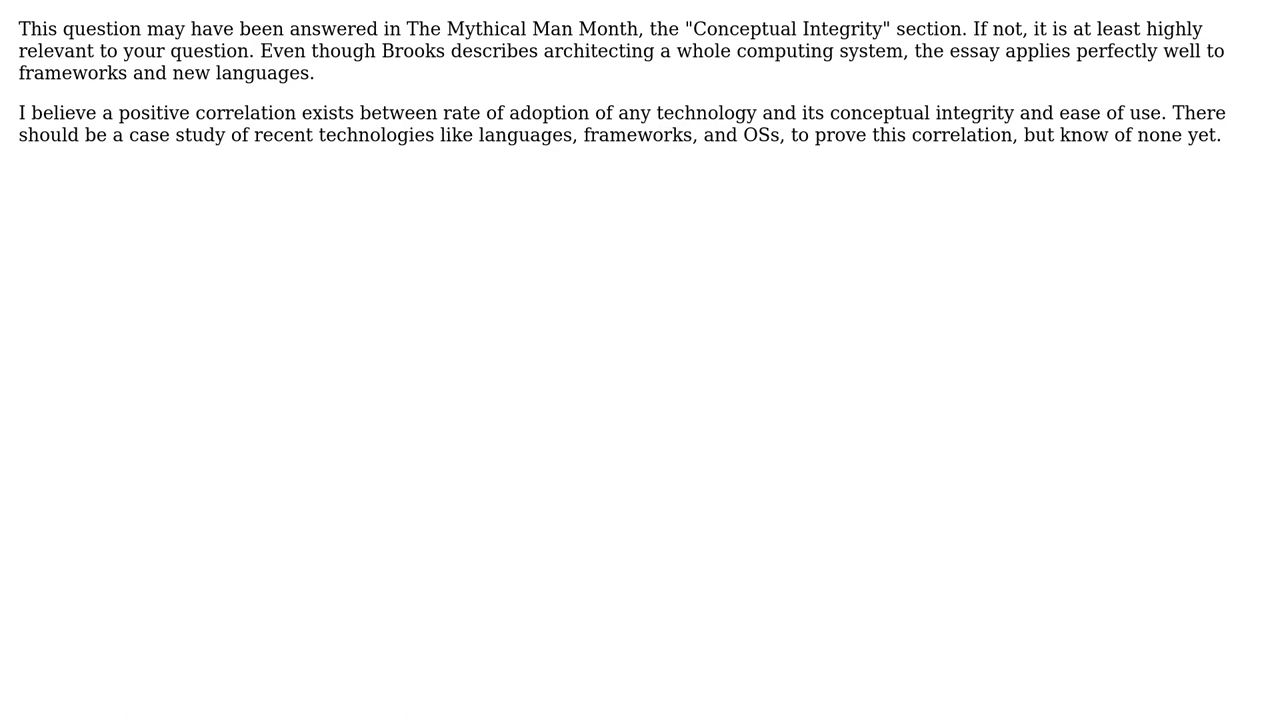 This question may have been answered in The Mythical Man Month, the "Conceptual Integrity" section. If not, it is at least highly
relevant to your question. Even though Brooks describes architecting a whole computing system, the essay applies perfectly well to
frameworks and new languages.
I believe a positive correlation exists between rate of adoption of any technology and its conceptual integrity and ease of use. There
should be a case study of recent technologies like languages, frameworks, and OSs, to prove this correlation, but know of none yet.